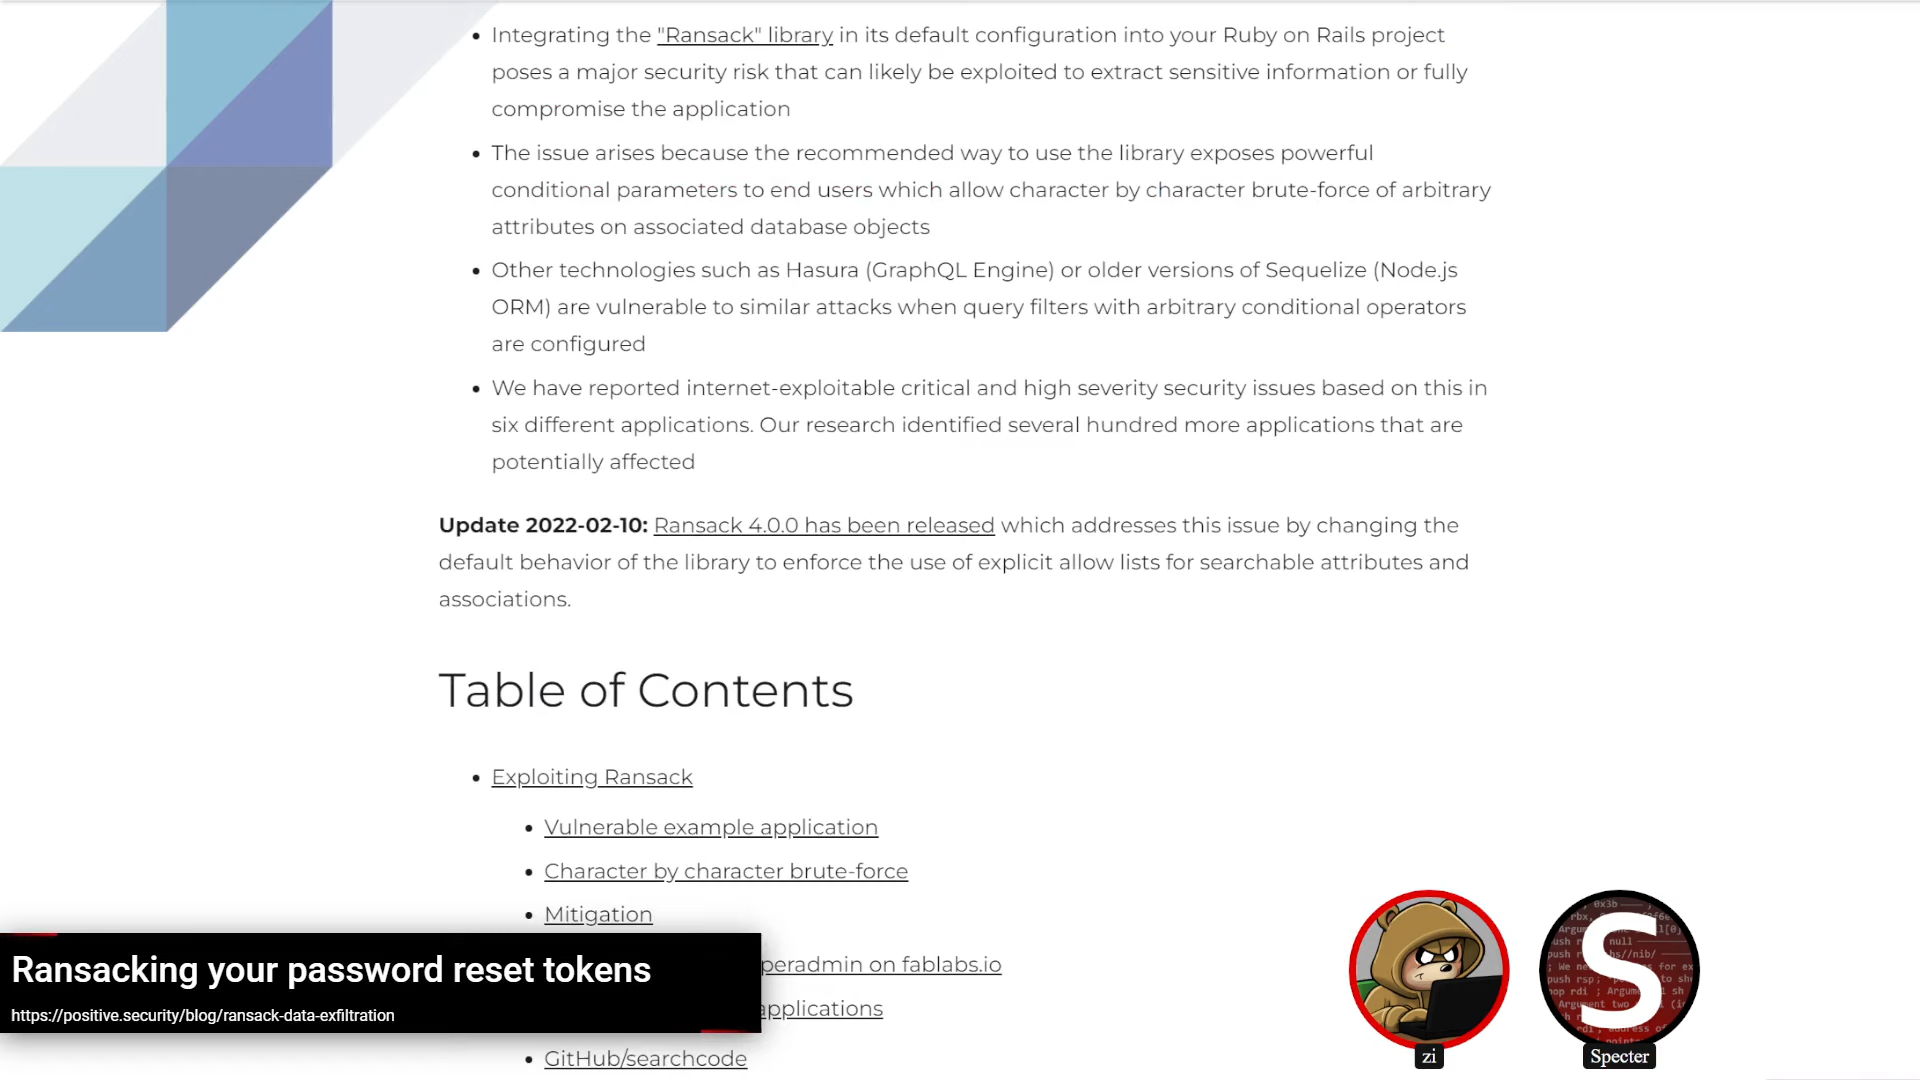 Integrating the "Ransack" library in its default configuration into your Ruby on Rails project
poses a major security risk that can likely be exploited to extract sensitive information or fully
compromise the application
The issue arises because the recommended way to use the library exposes powerful
conditional parameters to end users which allow character by character brute-force of arbitrary
attributes on associated database objects
Other technologies such as Hasura (GraphQL Engine) or older versions of Sequelize (Node.js
ORM) are vulnerable to similar attacks when query filters with arbitrary conditional operators
are configured
We have reported internet-exploitable critical and high severity security issues based on this in
six different applications. Our research identified several hundred more applications that are
potentially affected
Update 2022-02-10: Ransack 4.0.0 has been released which addresses this issue by changing the
default behavior of the library to enforce the use of explicit allow lists for searchable attributes and
associations.
Table of Contents
Exploiting Ransack
Vulnerable example application
Character by character brute-force
Mitigation
peradmin on fablabs.io
applications
GitHub/searchcode
Ransacking your password reset tokens
https://positive.security/blog/ransack-data-exfiltration
zi
S
Specter